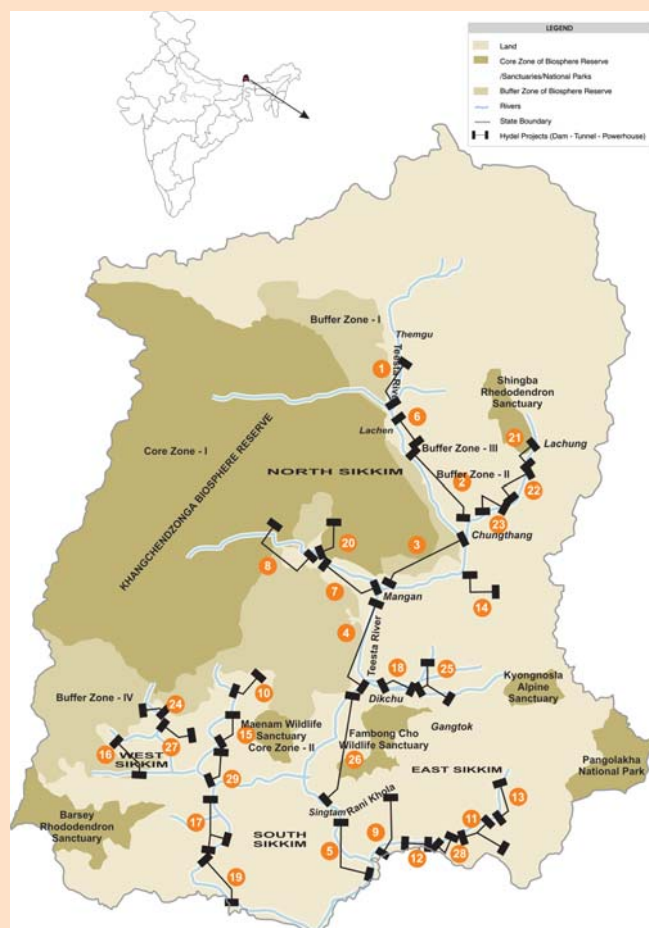 LEGEND
Land
Core Zone of Biosphere Reserve
/Sanctuaries/National Parks
Buffer Zone of Biosphere Reserve
Rivers
State Boundary
Hydel Projects (Dam - Tunnel - Powerhouse)
Buffer Zone - I
Themgu
Teesta River
1
Shingba
Rhedodendron
Sanctuary
6
Lachen
21
Lachung
Core Zone - I
Buffer Zone - III
KHANGCHENDZONGA BIOSPHERE RESERVE
NORTH SIKKIM
Buffer Zone - II
2
22
23
Chungthang
20
3
8
7
Mangan
14
4
Teesta River
18
25
Kyongnosla
Alpine
Sanctuary
Buffer Zone - IV
24
10
Dikchu
Gangtok
15
Maenam Wildlife
Sanctuary
Core Zone - II
Fambong Cho
Wildlife Sanctuary
16
27
WEST
SIKKIM
26
EAST SIKKIM
Pangolakha
National Park
29
Barsey
Rhododendron
Sanctuary
17
Singtam
Rani Khola
13
SOUTH
SIKKIM
11
5
9
12
28
19